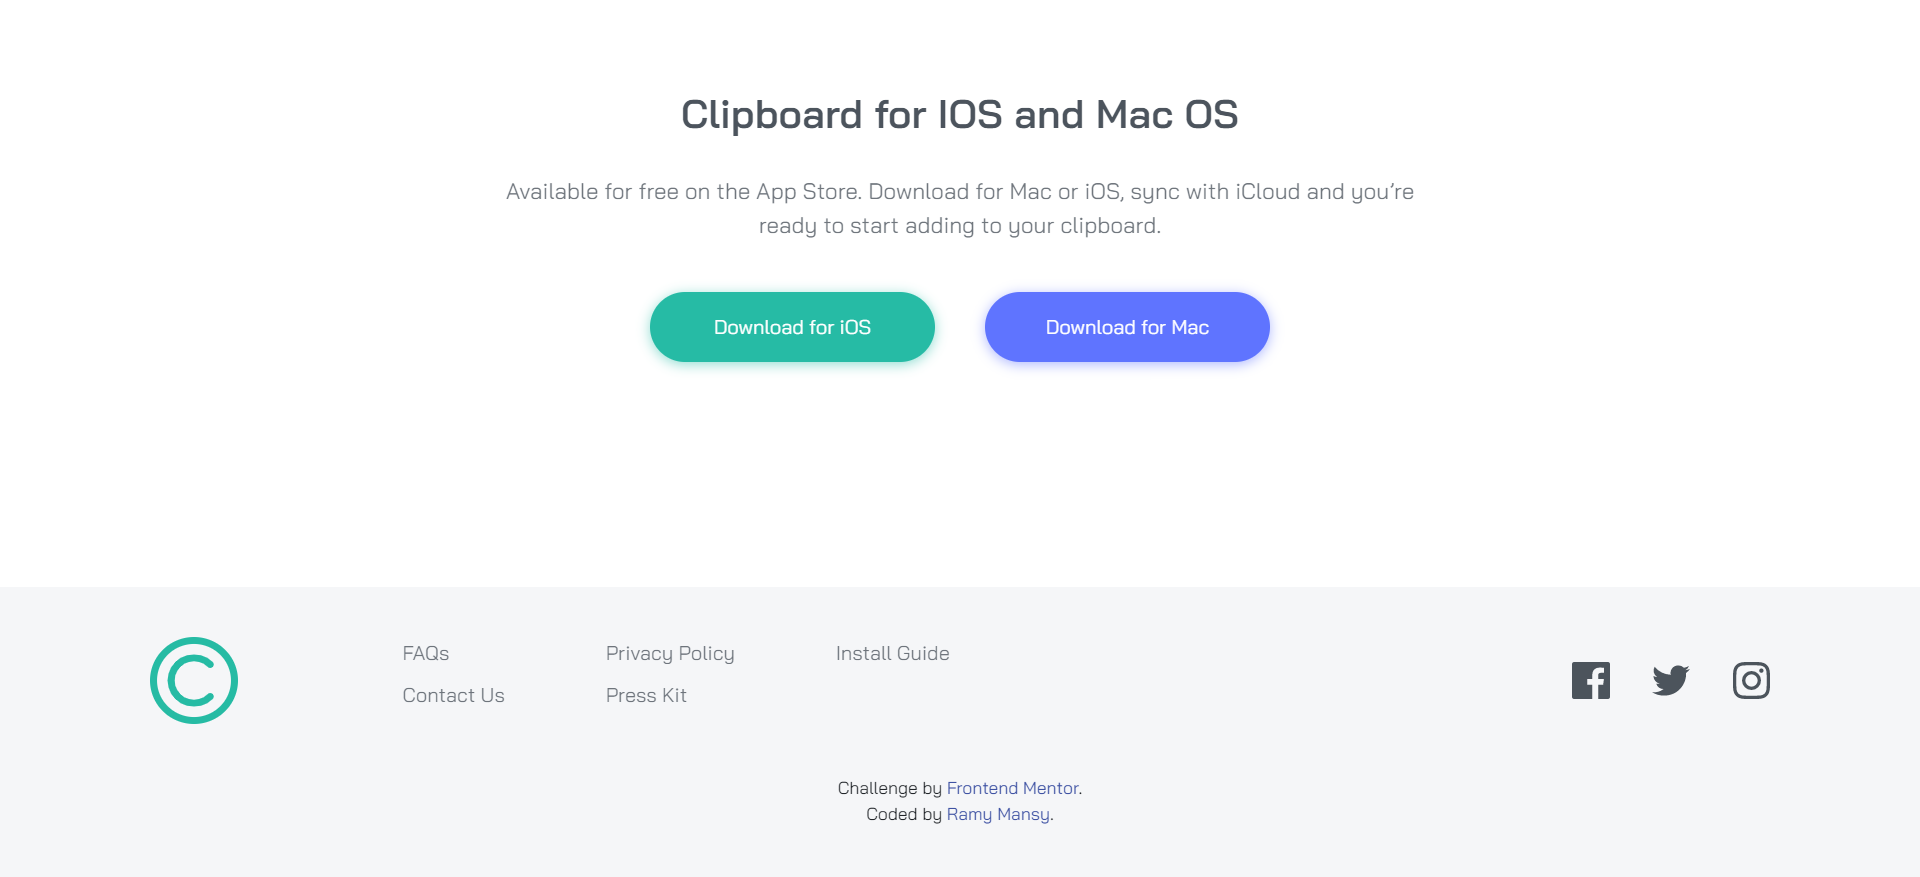 Clipboard for IOS and Mac OS
Available for free on the App Store. Download for Mac or iOS, sync with iCloud and you’re
ready to start adding to your clipboard.
Download for iOS
Download for Mac
FAQs
Contact Us
Privacy Policy
Press Kit
Install Guide
Challenge by Frontend Mentor.
Coded by Ramy Mansy.